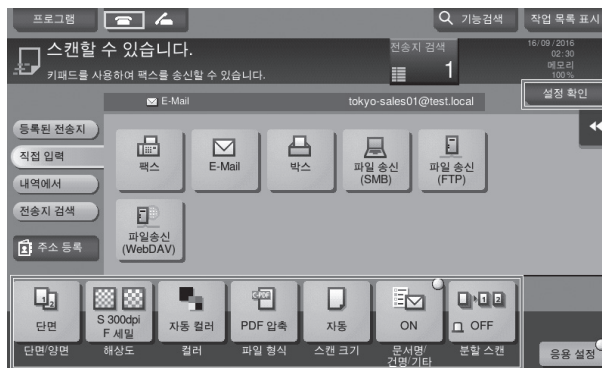 프로그램
기능검색
작업 목록 표시
스캔할 수 있습니다.
키패드를 사용하여 팩스를 송신할 수 있습니다.
전송지 검색
1
16/09/2016
02:30
메모리
100%
E-Mail
tokyo-sales01@test.local
설정 확인
등록된 전송지
직접 입력
내역에서
전송지 검색
주소 등록
팩스
E-Mail
박스
파일 송신
(SMB)
파일 송신
(FTP)
파일송신
(WebDAV)
단면
S 300dpi
F 세밀
자동 컬러
PDF 압축
자동
ON
OFF
단면/양면
해상도
컬러
파일 형식
스캔 크기
문서명/
건명/기타
분할 스캔
응용 설정